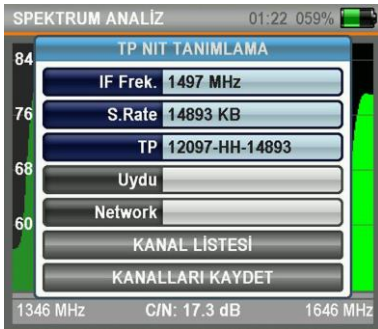 SPEKTRUM ANALİZ 01:22 059%
TP NIT TANIMLAMA
84
IF Frek. 1497 MHz
76
S.Rate 14893 KB
TP 12097-HH-14893
68
Uydu
Network
60
KANAL LİSTESİ
KANALLARI KAYDET
1346 MHz C/N: 17.3 dB 1646 MHz